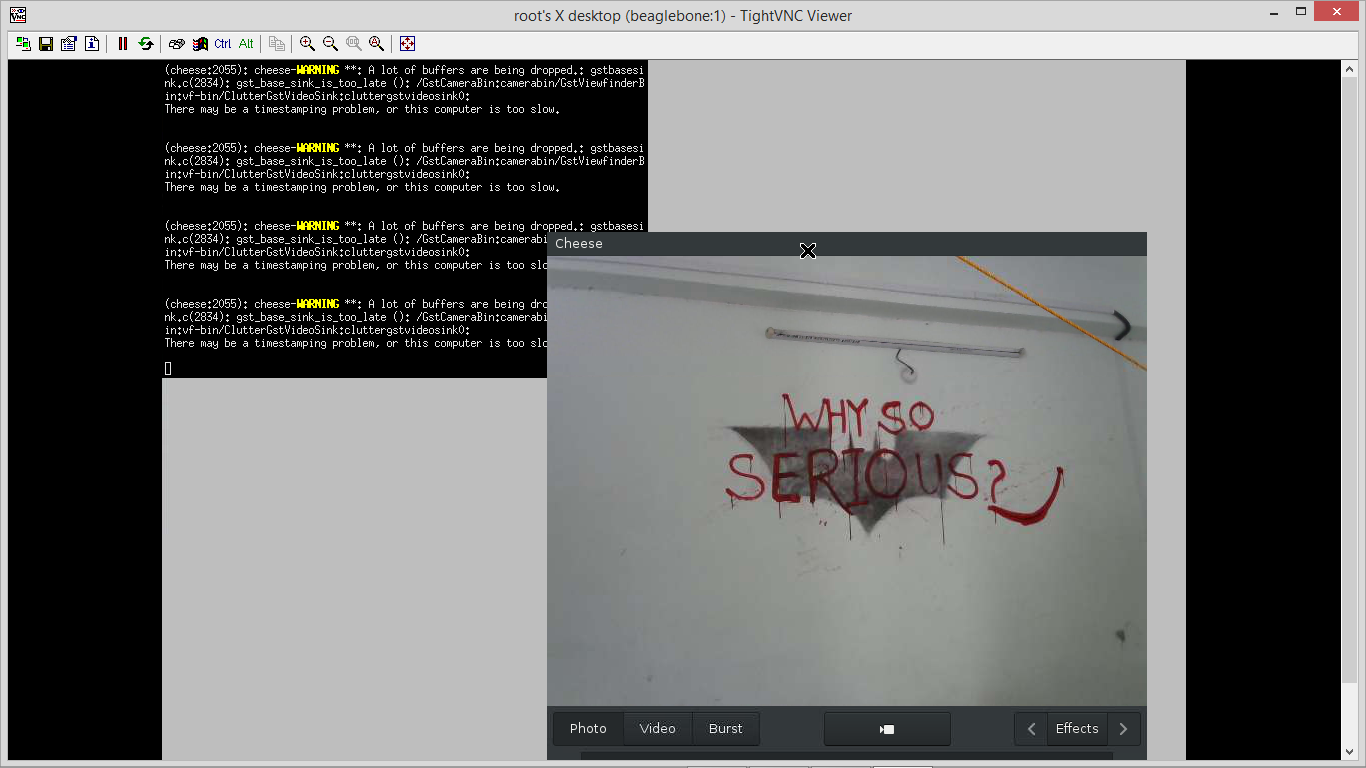 root's X desktop (beaglebone:1) - TightVNC Viewer
Ctrl Alt
(cheese:2055): cheese-WARNING **: A lot of buffers are being dropped.: gstbasesi
nk.c(2834): gst_base_sink_is_too_late (): /GstCameraBin:camerabin/GstViewfinderB
in:vf-bin/ClutterGstVideoSink:cluttergstvideosink0:
There may be a timestamping problem, or this computer is too slow.
(cheese:2055): cheese-WARNING **: A lot of buffers are being dropped.: gstbasesi
nk.c(2834): gst_base_sink_is_too_late (): /GstCameraBin:camerabin/GstViewfinderB
in:vf-bin/ClutterGstVideoSink:cluttergstvideosink0:
There may be a timestamping problem, or this computer is too slow.
(cheese:2055): cheese-WARNING **: A lot of buffers are being dropped.: gstbasesi
nk.c(2834): gst_base_sink_is_too_late (): /GstCameraBin:camerab
in:vf-bin/ClutterGstVideoSink:cluttergstvideosink0:
There may be a timestamping problem, or this computer is too slo
(cheese:2055): cheese-WARNING **: A lot of buffers are being dro
nk.c(2834): gst_base_sink_is_too_late (): /GstCameraBin:camerabi
in:vf-bin/ClutterGstVideoSink:cluttergstvideosink0:
There may be a timestamping problem, or this computer is too slo
Cheese
WHY SO
SERIOUS?
Photo Video Burst Effects